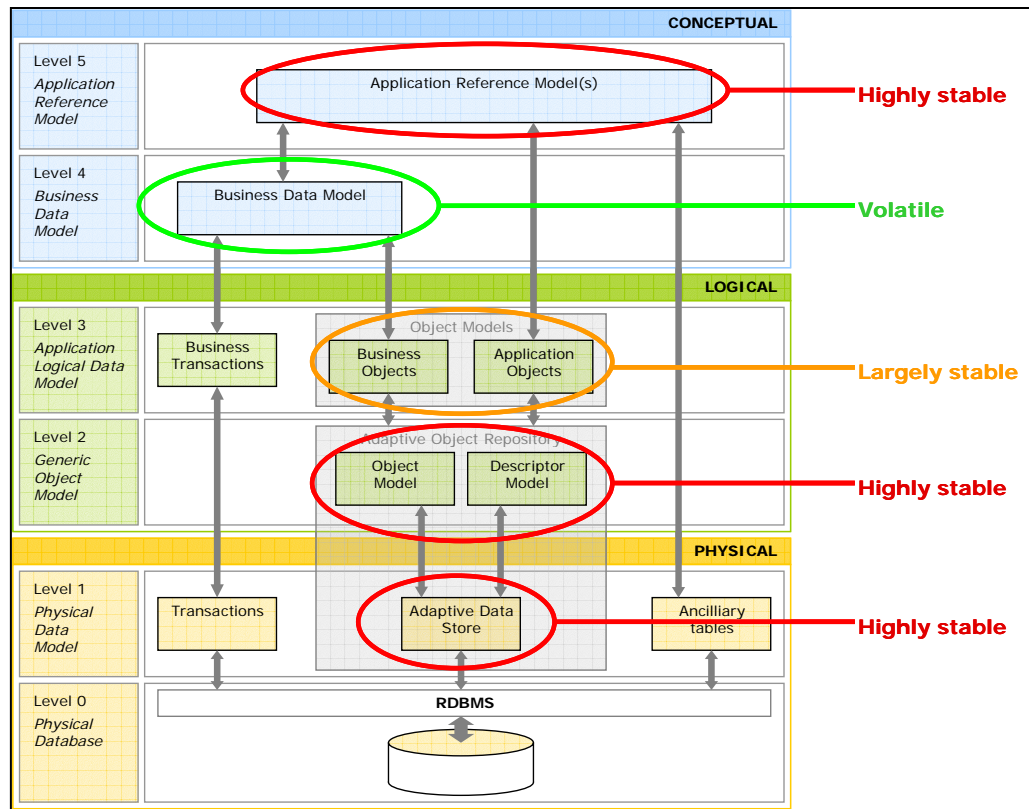 CONCEPTUAL
Level 5
Application
Reference
Model
Application Reference Model(s)
Highly stable
Level 4
Business
Data
Model
Business Data Model
Volatile
LOGICAL
Level 3
Application
Logical Data
Model
Business
Transactions
Object Models
Business
Objects
Application
Objects
Largely stable
Level 2
Generic
Object
Model
Adaptive Object Repository
Object
Model
Descriptor
Model
Highly stable
PHYSICAL
Level 1
Physical
Data
Model
Transactions
Adaptive Data
Store
Ancilliary
tables
Highly stable
Level 0
Physical
Database
RDBMS